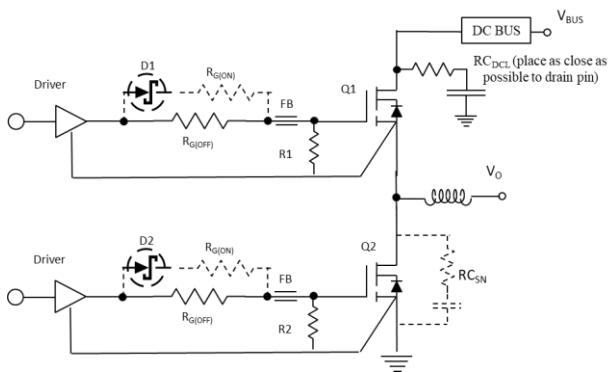 V_BUS
DC BUS
D1
R_G(ON)
RC_DCL (place as close as
possible to drain pin)
Driver
Q1
FB
R_G(OFF)
R1
V_O
D2
R_G(ON)
Driver
Q2
FB
RC_SN
R_G(OFF)
R2